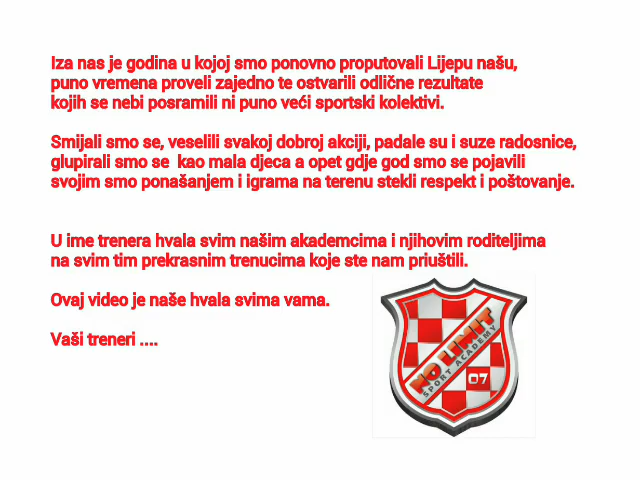 Iza nas je godina u kojoj smo ponovno proputovali Lijepu našu,
puno vremena proveli zajedno te ostvarili odlične rezultate
kojih se nebi posramili ni puno veći sportski kolektivi.
Smijali smo se, veselili svakoj dobroj akciji, padale su i suze radosnice,
glupirali smo se  kao mala djeca a opet gdje god smo se pojavili
svojim smo ponašanjem i igrama na terenu stekli respekt i poštovanje.
U ime trenera hvala svim našim akademcima i njihovim roditeljima
na svim tim prekrasnim trenucima koje ste nam priuštili.
Ovaj video je naše hvala svima vama.
Vaši treneri ....
NO LIMIT
SPORT ACADEMY
07